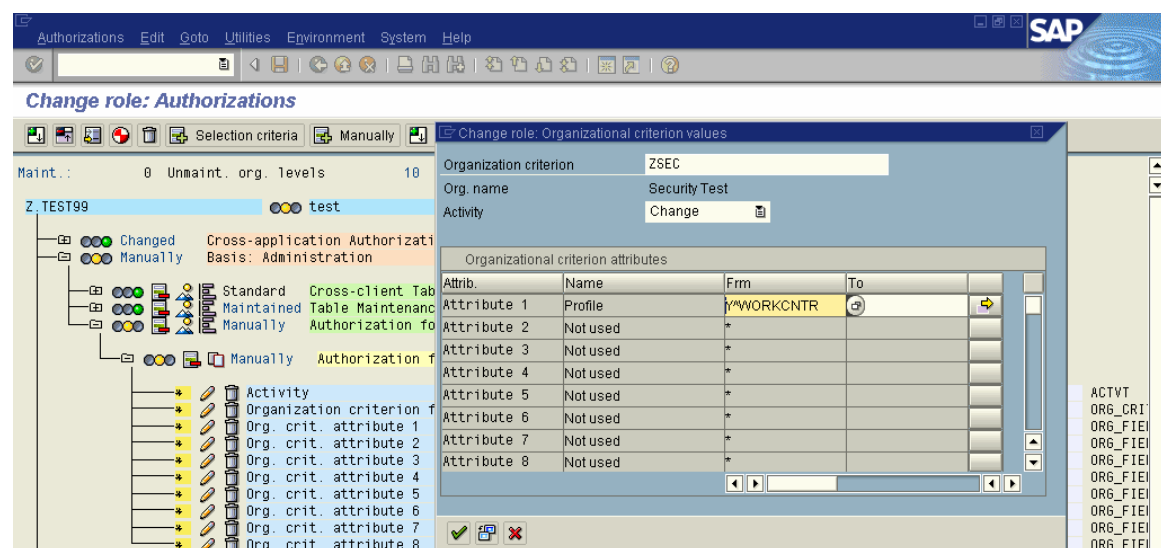 Authorizations Edit Goto Utilities Environment System Help
SAP
Change role: Authorizations
Selection criteria Manually
Maint.: 0 Unmaint. org. levels 10
Z.TEST99 test
Changed Cross-application Authorizati
Manually Basis: Administration
Standard Cross-client Tab
Maintained Table Maintenanc
Manually Authorization fo
Manually Authorization f
Activity ACTVT
Organization criterion f ORG_CRI
Org. crit. attribute 1 ORG_FIE
Org. crit. attribute 2 ORG_FIE
Org. crit. attribute 3 ORG_FIE
Org. crit. attribute 4 ORG_FIE
Org. crit. attribute 5 ORG_FIE
Org. crit. attribute 6 ORG_FIE
Org. crit. attribute 7 ORG_FIE
Org. crit. attribute 8 ORG_FIE
Change role: Organizational criterion values
Organization criterion ZSEC
Org. name Security Test
Activity Change
Organizational criterion attributes
Attrib. Name Frm To
Attribute 1 Profile Y^WORKCNTR
Attribute 2 Not used *
Attribute 3 Not used *
Attribute 4 Not used *
Attribute 5 Not used *
Attribute 6 Not used *
Attribute 7 Not used *
Attribute 8 Not used *